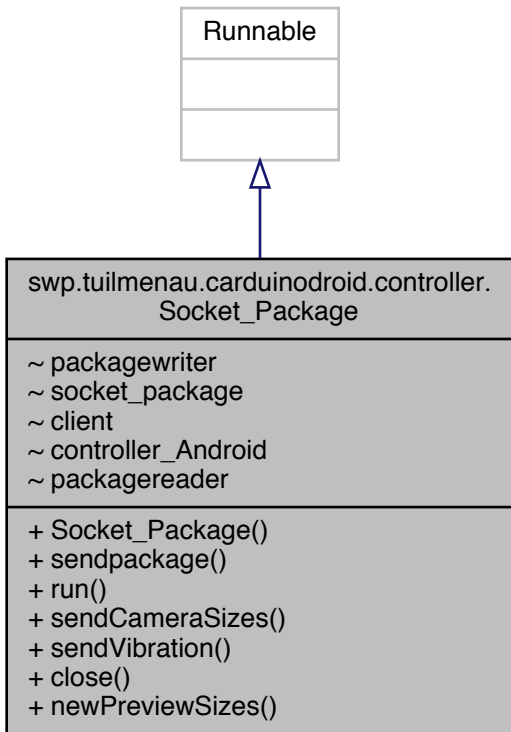 Runnable
swp.tuilmenau.carduinodroid.controller.
Socket_Package
~ packagewriter
~ socket_package
~ client
~ controller_Android
~ packagereader
+ Socket_Package()
+ sendpackage()
+ run()
+ sendCameraSizes()
+ sendVibration()
+ close()
+ newPreviewSizes()